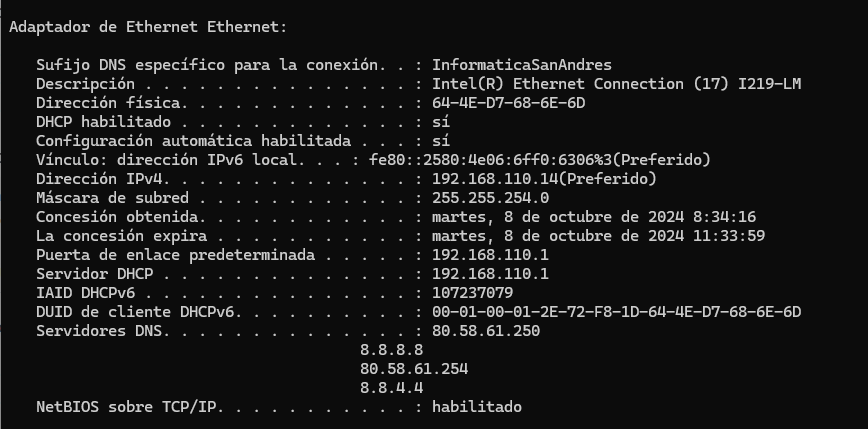 Adaptador de Ethernet Ethernet:
Sufijo DNS específico para la conexión. . : InformaticaSanAndres
Descripción . . . . . . . . . . . . . . . : Intel(R) Ethernet Connection (17) I219-LM
Dirección física. . . . . . . . . . . . . : 64-4E-D7-68-6E-6D
DHCP habilitado . . . . . . . . . . . . . : sí
Configuración automática habilitada . . . : sí
Vínculo: dirección IPv6 local. . . : fe80::2580:4e06:6ff0:6306%3(Preferido)
Dirección IPv4. . . . . . . . . . . . . . : 192.168.110.14(Preferido)
Máscara de subred . . . . . . . . . . . . : 255.255.254.0
Concesión obtenida. . . . . . . . . . . . : martes, 8 de octubre de 2024 8:34:16
La concesión expira . . . . . . . . . . . : martes, 8 de octubre de 2024 11:33:59
Puerta de enlace predeterminada . . . . . : 192.168.110.1
Servidor DHCP . . . . . . . . . . . . . . : 192.168.110.1
IAID DHCPv6 . . . . . . . . . . . . . . . : 107237079
DUID de cliente DHCPv6. . . . . . . . . . : 00-01-00-01-2E-72-F8-1D-64-4E-D7-68-6E-6D
Servidores DNS. . . . . . . . . . . . . . : 80.58.61.250
8.8.8.8
80.58.61.254
8.8.4.4
NetBIOS sobre TCP/IP. . . . . . . . . . . : habilitado